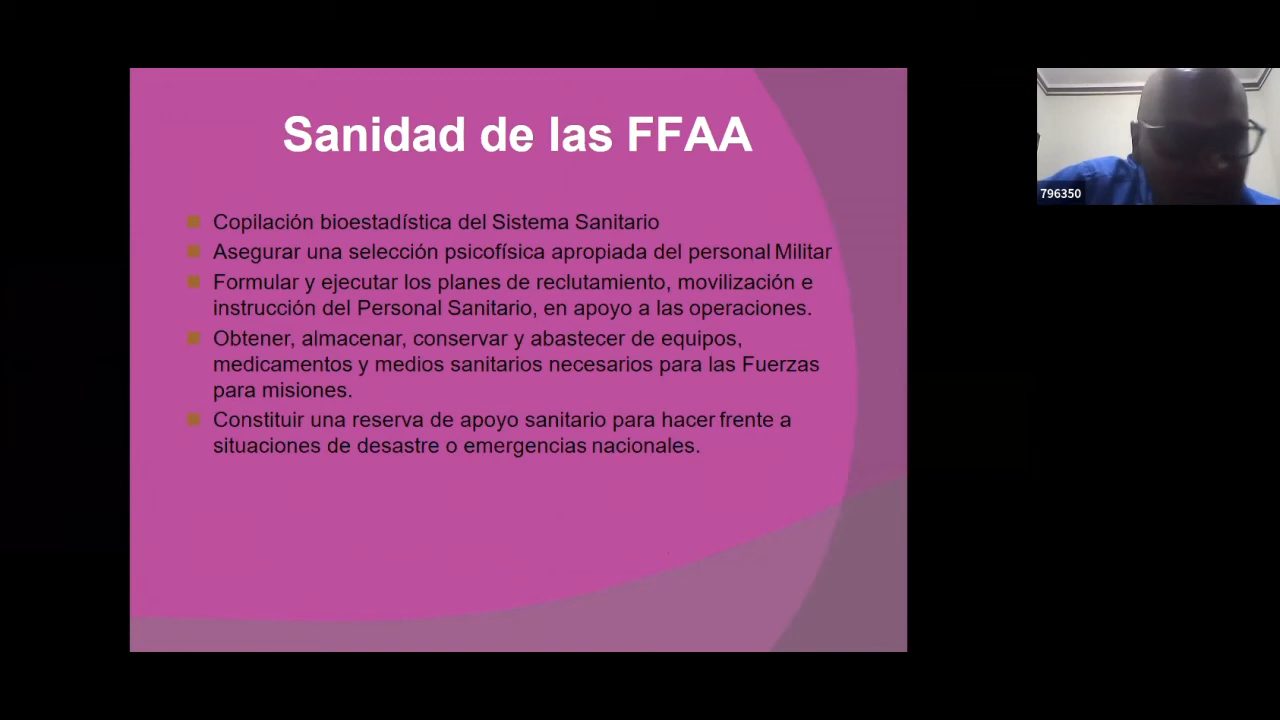 Sanidad de las FFAA
Copilación bioestadística del Sistema Sanitario
Asegurar una selección psicofísica apropiada del personal Militar
Formular y ejecutar los planes de reclutamiento, movilización e
instrucción del Personal Sanitario, en apoyo a las operaciones.
Obtener, almacenar, conservar y abastecer de equipos,
medicamentos y medios sanitarios necesarios para las Fuerzas
para misiones.
Constituir una reserva de apoyo sanitario para hacer frente a
situaciones de desastre o emergencias nacionales.
796350